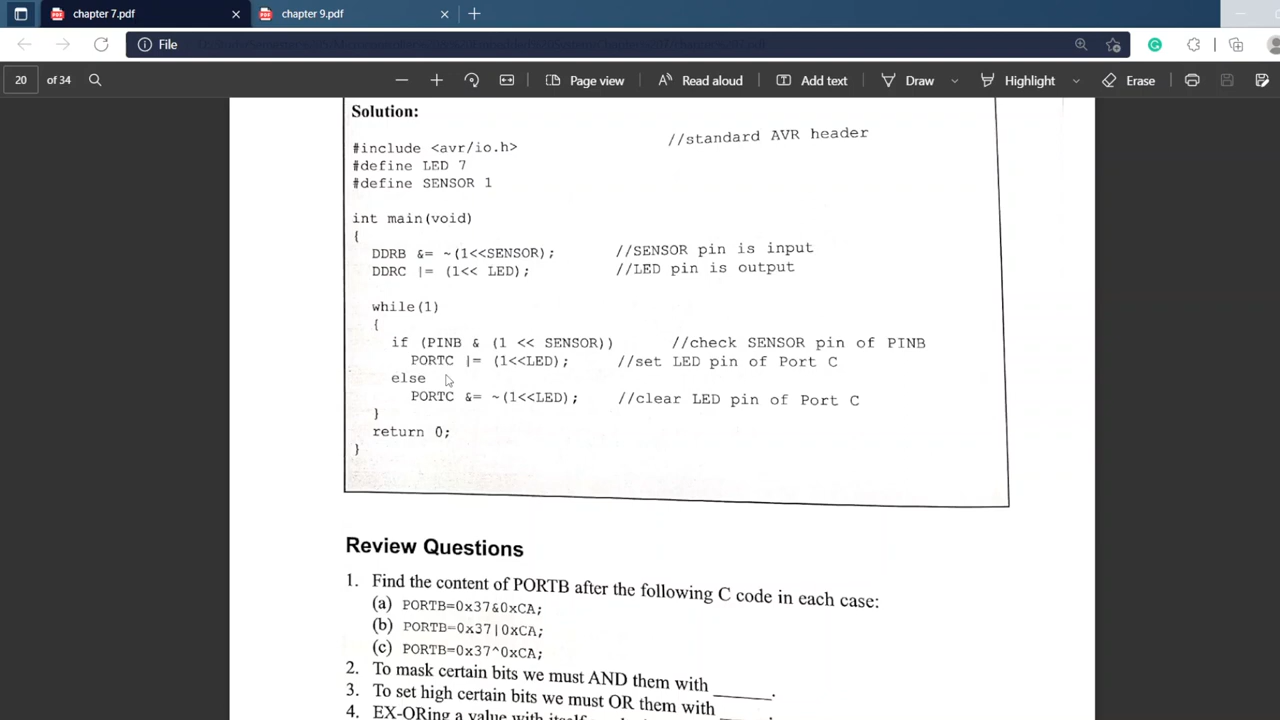 chapter 7.pdf
chapter 9.pdf
File
20 of 34
Page view
Read aloud
Add text
Draw
Highlight
Erase
Solution:
#include <avr/io.h> //standard AVR header
#define LED 7
#define SENSOR 1
int main(void)
{
DDRB &= ~(1<<SENSOR); //SENSOR pin is input
DDRC |= (1<< LED); //LED pin is output
while(1)
{
if (PINB & (1 << SENSOR)) //check SENSOR pin of PINB
PORTC |= (1<<LED); //set LED pin of Port C
else
PORTC &= ~(1<<LED); //clear LED pin of Port C
}
return 0;
}
Review Questions
1. Find the content of PORTB after the following C code in each case:
(a) PORTB=0x37&0xCA;
(b) PORTB=0x37|0xCA;
(c) PORTB=0x37^0xCA;
2. To mask certain bits we must AND them with ______.
3. To set high certain bits we must OR them with ______.
4. EX-ORing a value with itself